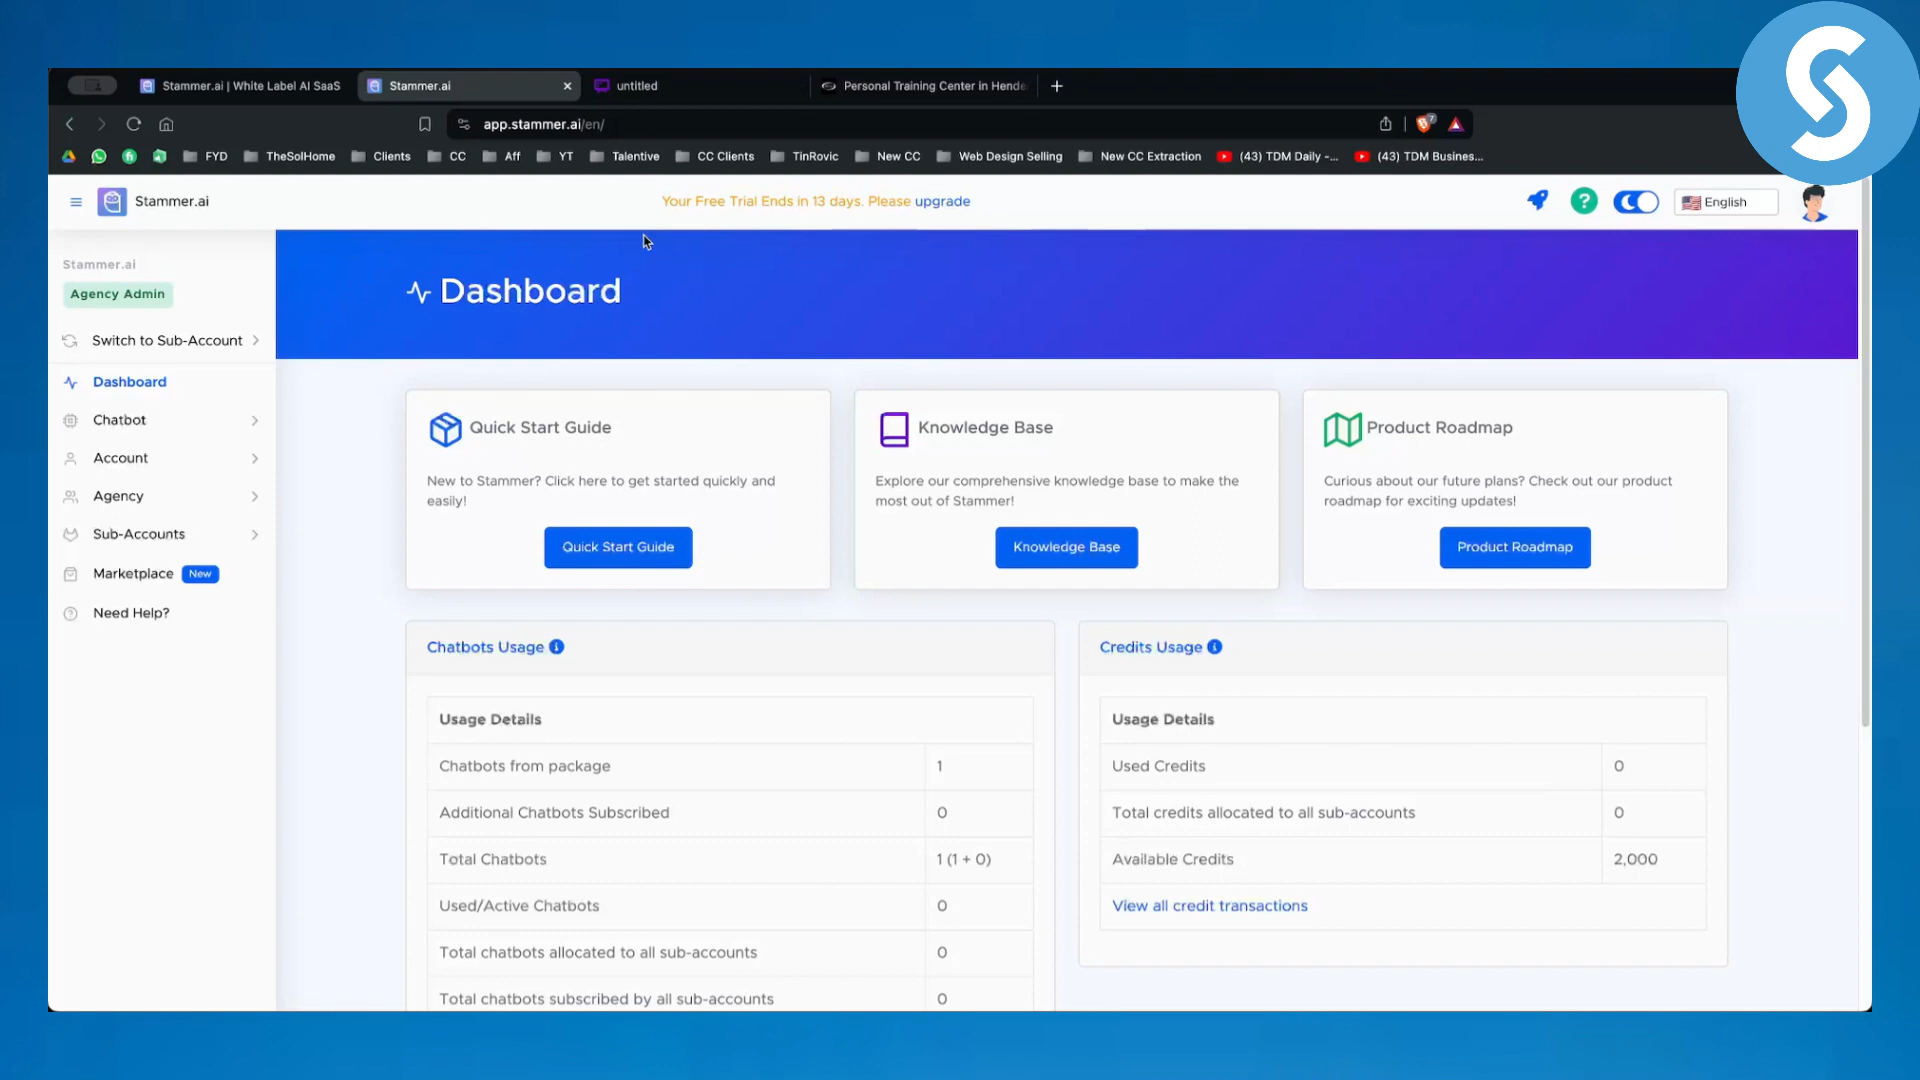 Stammer.ai | White Label AI SaaS
Stammer.ai
untitled
Personal Training Center in Hende
app.stammer.ai/en/
7
FYD
TheSolHome
Clients
CC
Aff
YT
Talentive
CC Clients
TinRovic
New CC
Web Design Selling
New CC Extraction
(43) TDM Daily -...
(43) TDM Busines...
Stammer.ai
Your Free Trial Ends in 13 days. Please upgrade
?
English
Stammer.ai
Agency Admin
Switch to Sub-Account
Dashboard
Chatbot
Account
Agency
Sub-Accounts
Marketplace New
Need Help?
Dashboard
Quick Start Guide
New to Stammer? Click here to get started quickly and
easily!
Quick Start Guide
Knowledge Base
Explore our comprehensive knowledge base to make the
most out of Stammer!
Knowledge Base
Product Roadmap
Curious about our future plans? Check out our product
roadmap for exciting updates!
Product Roadmap
Chatbots Usage
Usage Details
Chatbots from package 1
Additional Chatbots Subscribed 0
Total Chatbots 1 (1 + 0)
Used/Active Chatbots 0
Total chatbots allocated to all sub-accounts 0
Total chatbots subscribed by all sub-accounts 0
Credits Usage
Usage Details
Used Credits 0
Total credits allocated to all sub-accounts 0
Available Credits 2,000
View all credit transactions